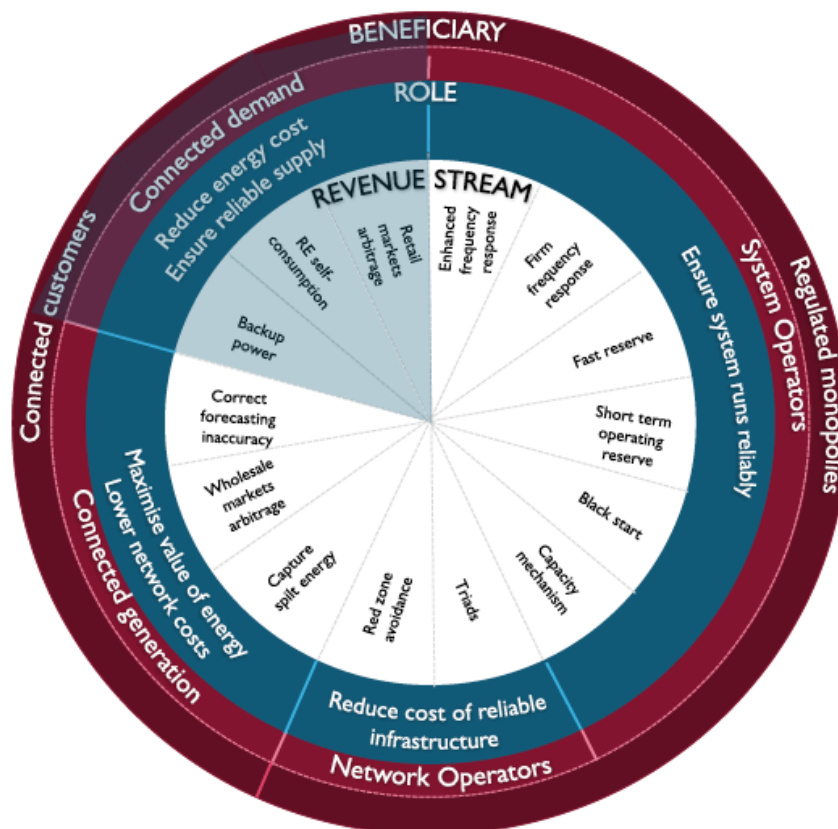 BENEFICIARY
ROLE
REVENUE STREAM
Connected customers
Connected demand
Reduce energy cost
Ensure reliable supply
Regulated monopolies
System Operators
Ensure system runs reliably
Enhanced
frequency
response
Firm
frequency
response
Fast reserve
Short term
operating
reserve
Black start
Capacity
mechanism
Triads
Red zone
avoidance
Capture
spilt energy
Wholesale
markets
arbitrage
Correct
forecasting
inaccuracy
Backup
power
RE self-
consumption
Retail
markets
arbitrage
Maximise value of energy
Lower network costs
Connected generation
Reduce cost of reliable
infrastructure
Network Operators